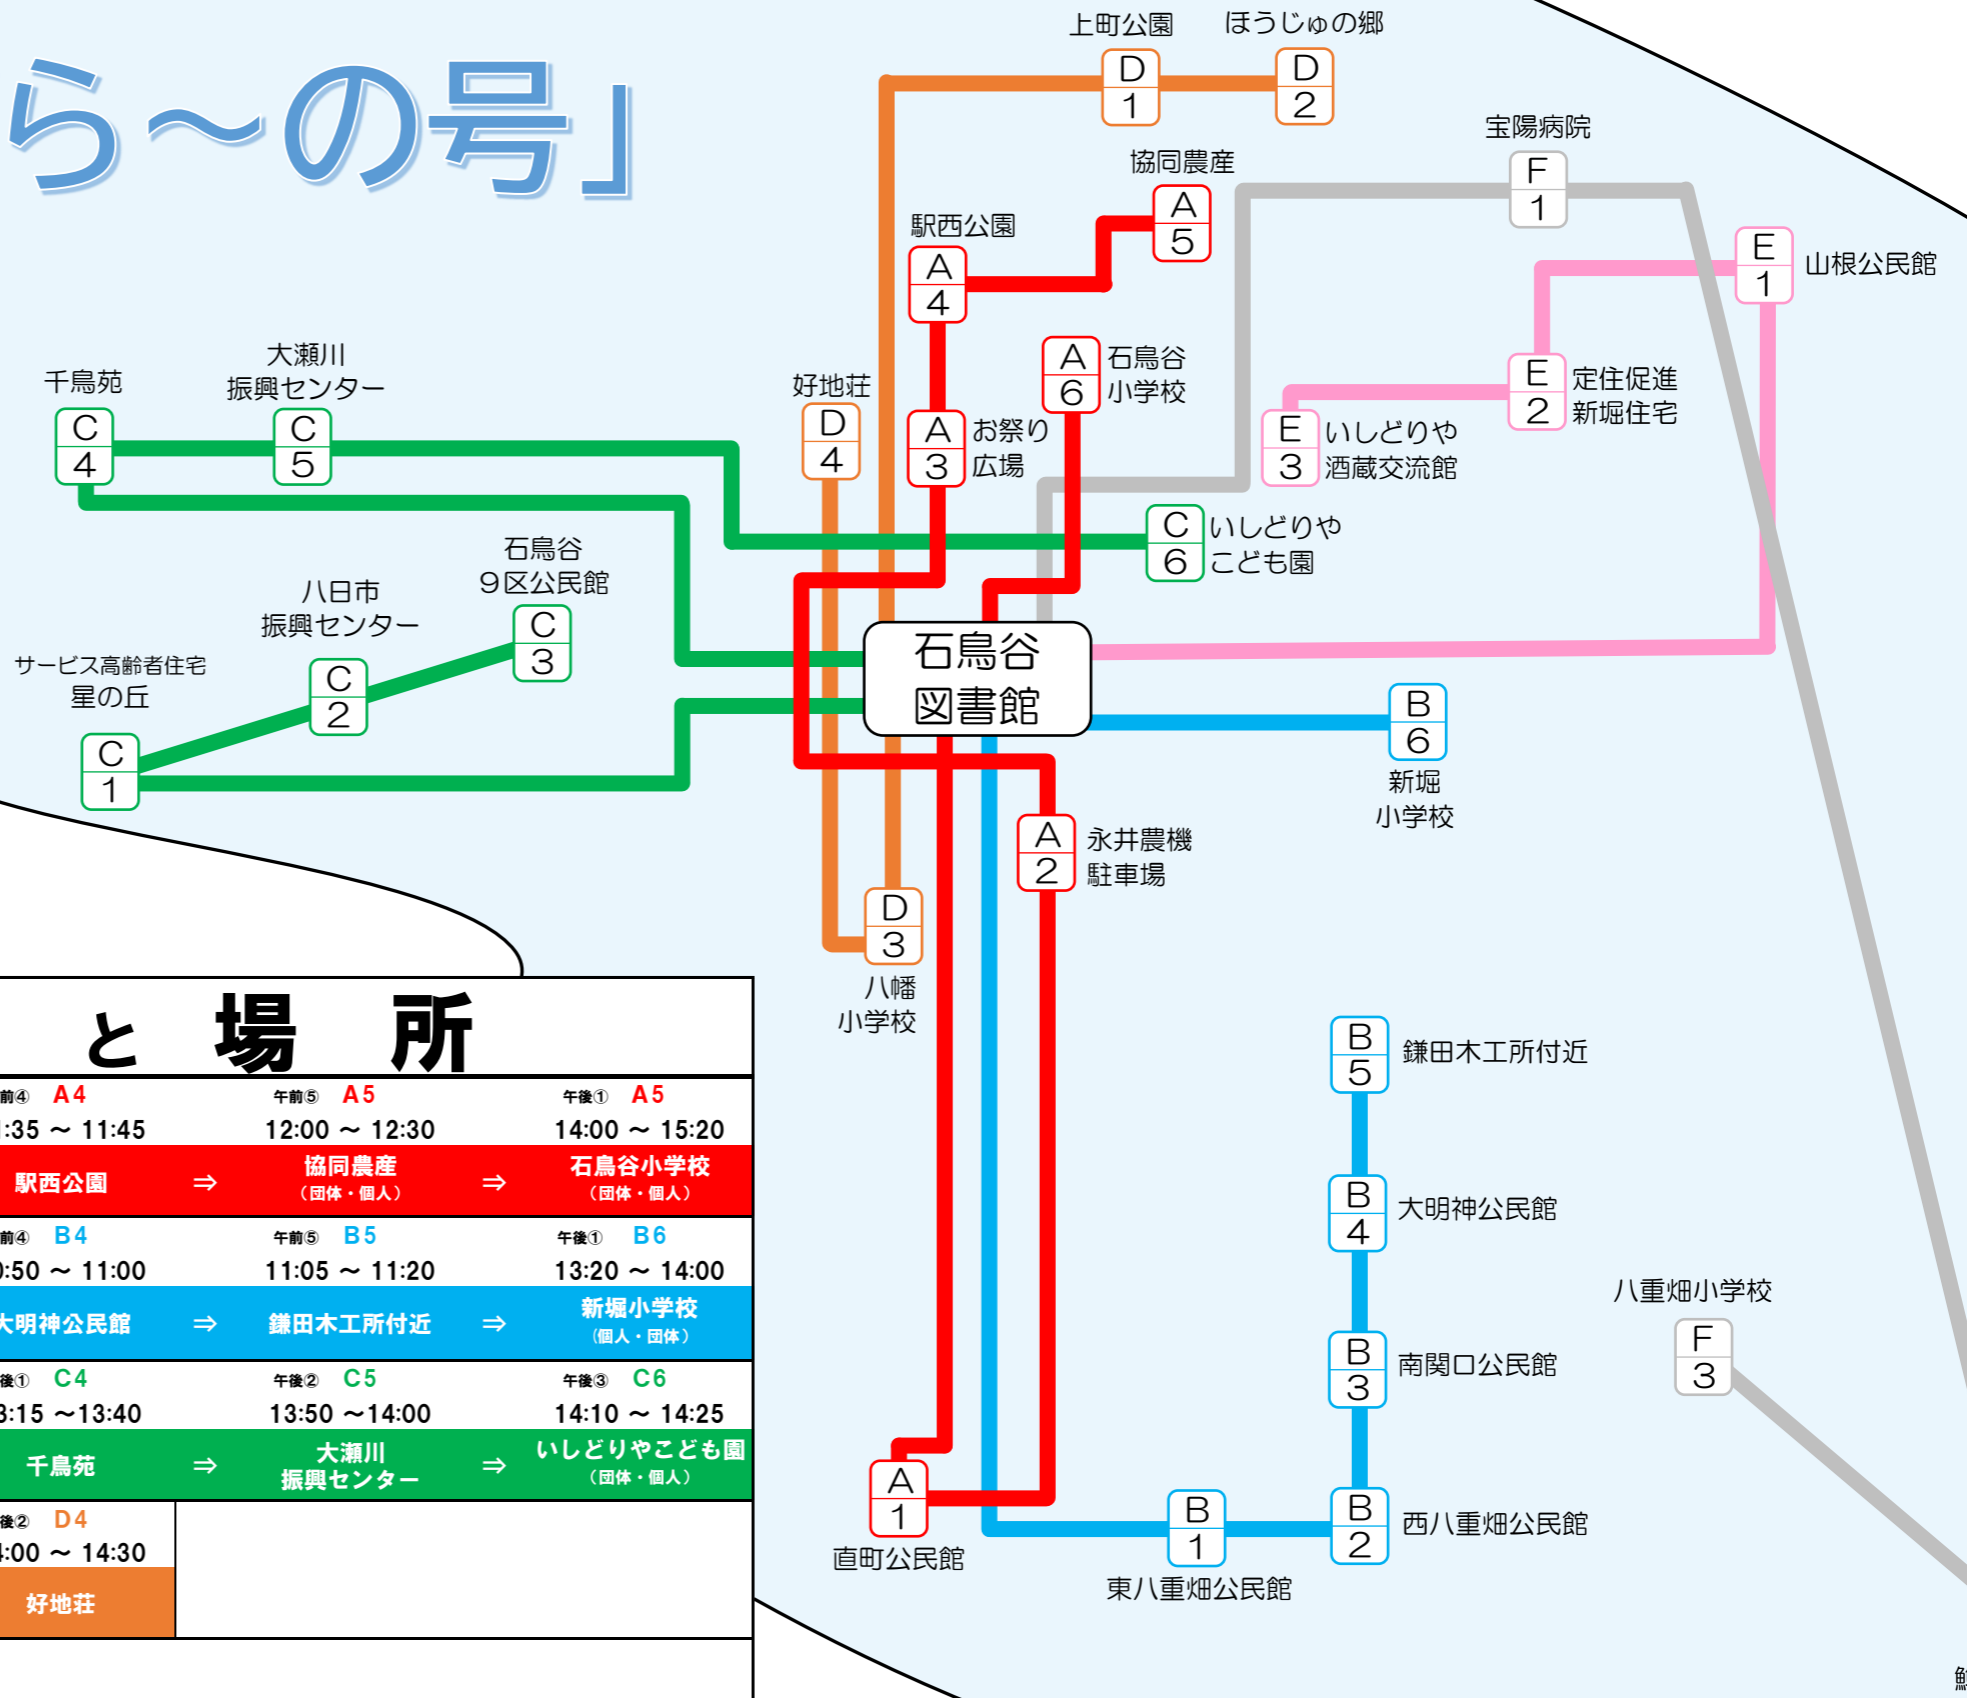 ら～の号」
上町公園
D
1
ほうじゅの郷
D
2
宝陽病院
F
1
協同農産
A
5
駅西公園
A
4
E
1
山根公民館
石鳥谷
小学校
A
6
大瀬川
振興センター
C
5
千鳥苑
C
4
好地荘
D
4
A
3
お祭り
広場
E
2
定住促進
新堀住宅
E
3
いしどりや
酒蔵交流館
C
6
いしどりや
こども園
石鳥谷
9区公民館
C
3
八日市
振興センター
C
2
サービス高齢者住宅
星の丘
C
1
石鳥谷
図書館
B
6
新堀
小学校
A
2
永井農機
駐車場
D
3
八幡
小学校
B
5
鎌田木工所付近
B
4
大明神公民館
B
3
南関口公民館
八重畑小学校
F
3
A
1
直町公民館
B
1
東八重畑公民館
B
2
西八重畑公民館
と 場 所
前④ A4 午前⑤ A5 午後① A5
:35 ～ 11:45 12:00 ～ 12:30 14:00 ～ 15:20
駅西公園 ⇒ 協同農産 ⇒ 石鳥谷小学校
（団体・個人） （団体・個人）
前④ B4 午前⑤ B5 午後① B6
:50 ～ 11:00 11:05 ～ 11:20 13:20 ～ 14:00
大明神公民館 ⇒ 鎌田木工所付近 ⇒ 新堀小学校
（個人・団体）
後① C4 午後② C5 午後③ C6
3:15 ～13:40 13:50 ～14:00 14:10 ～ 14:25
千鳥苑 ⇒ 大瀬川 ⇒ いしどりやこども園
振興センター （団体・個人）
後② D4
:00 ～ 14:30
好地荘